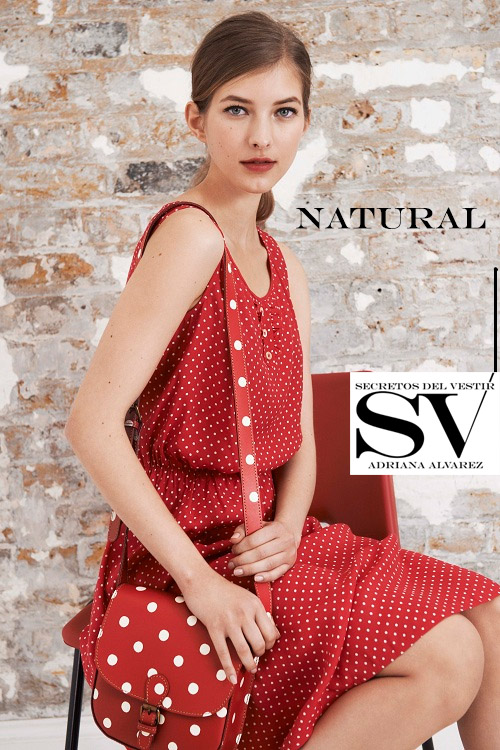 NATURAL
SECRETOS DEL VESTIR
SV
ADRIANA ALVAREZ